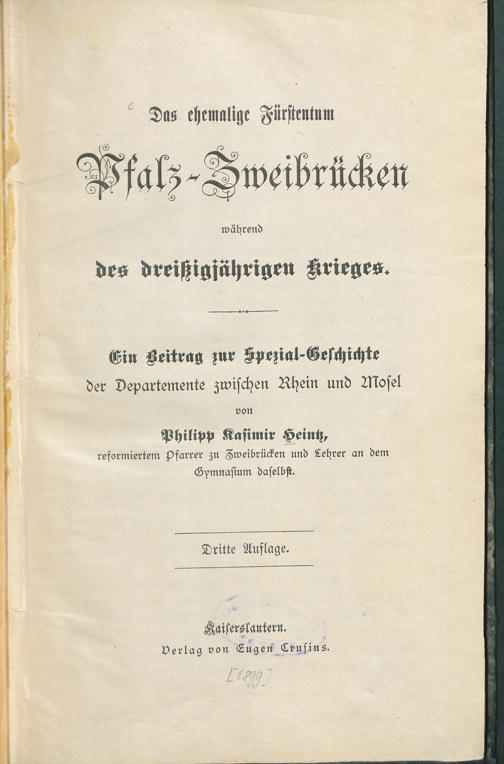 Das ehemalige Fürstentum
Pfalz-Zweibrücken
während
des dreißigjährigen Krieges.
Ein Beitrag zur Spezial-Geschichte
der Departemente zwischen Rhein und Mosel
von
Philipp Kasimir Heintz,
reformiertem Pfarrer zu Zweibrücken und Lehrer an dem
Gymnasium daselbst.
Dritte Auflage.
Kaiserslautern.
Verlag von Eugen Crusius.
[1899]